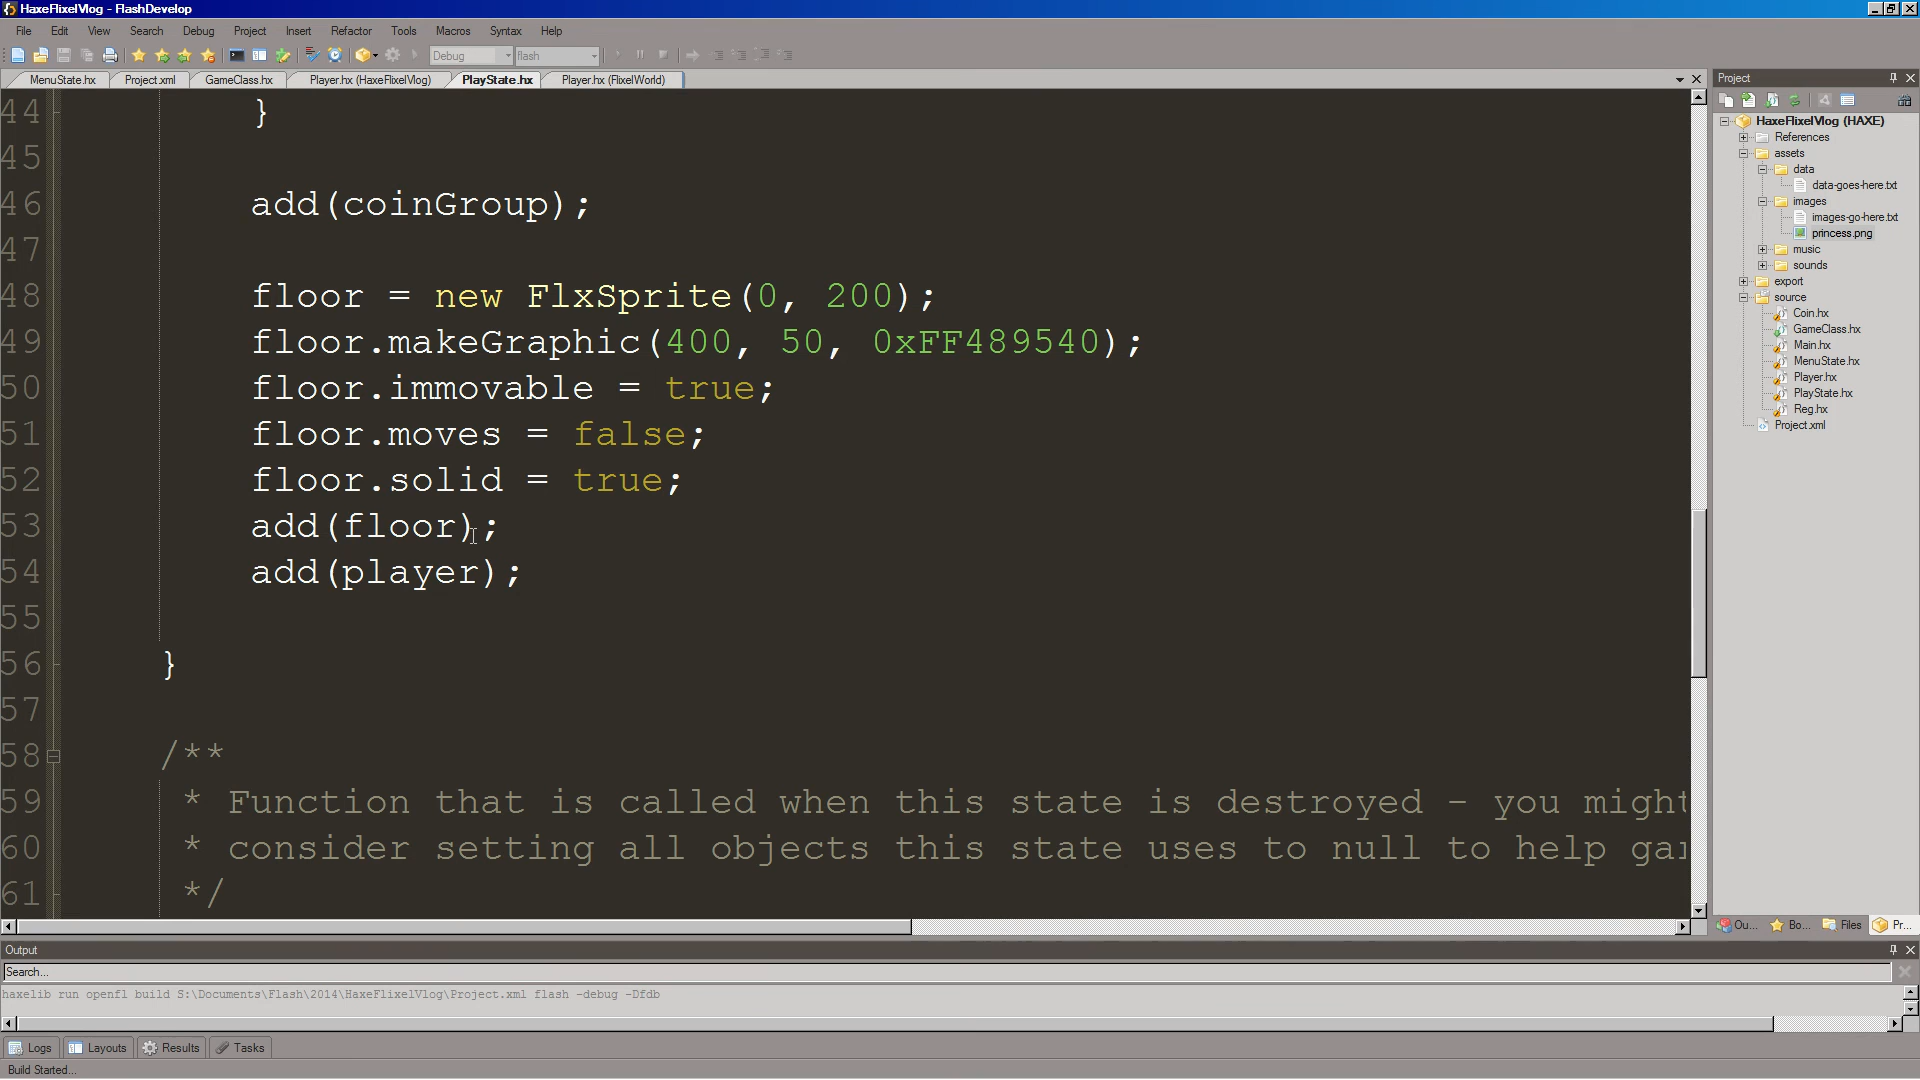 HaxeFlixelVlog - FlashDevelop
File Edit View Search Debug Project Insert Refactor Tools Macros Syntax Help
Debug flash
MenuState.hx Project.xml GameClass.hx Player.hx (HaxeFlixelVlog) PlayState.hx Player.hx (FlixelWorld)
44 }
45
46 add(coinGroup);
47
48 floor = new FlxSprite(0, 200);
49 floor.makeGraphic(400, 50, 0xFF489540);
50 floor.immovable = true;
51 floor.moves = false;
52 floor.solid = true;
53 add(floor);
54 add(player);
55
56 }
57
58 /**
59 * Function that is called when this state is destroyed - you might
60 * consider setting all objects this state uses to null to help
61 */
Project
HaxeFlixelVlog (HAXE)
References
assets
data
data-goes-here.txt
images
images-go-here.txt
princess.png
music
sounds
export
source
Coin.hx
GameClass.hx
Main.hx
MenuState.hx
Player.hx
PlayState.hx
Reg.hx
Project.xml
Ou... Bo... Files Pr...
Output
Search...
haxelib run openfl build S:\Documents\Flash\2014\HaxeFlixelVlog\Project.xml flash -debug -Dfdb
Logs Layouts Results Tasks
Build Started...